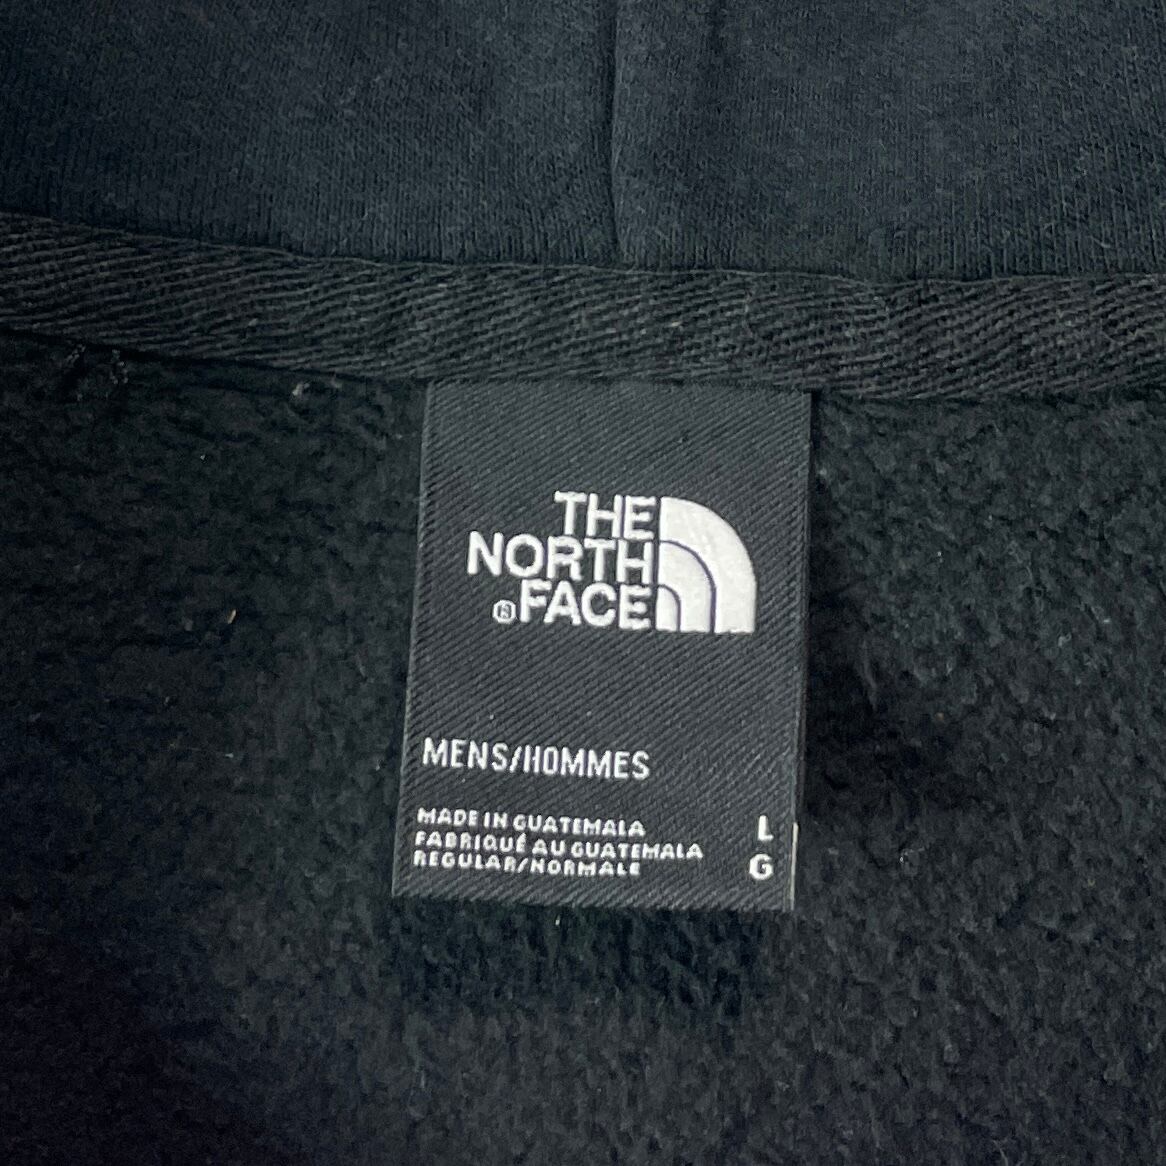 THE
NORTH
®FACE
MENS/HOMMES
MADE IN GUATEMALA
FABRIQUÉ AU GUATEMALA
REGULAR/NORMALE
L
G